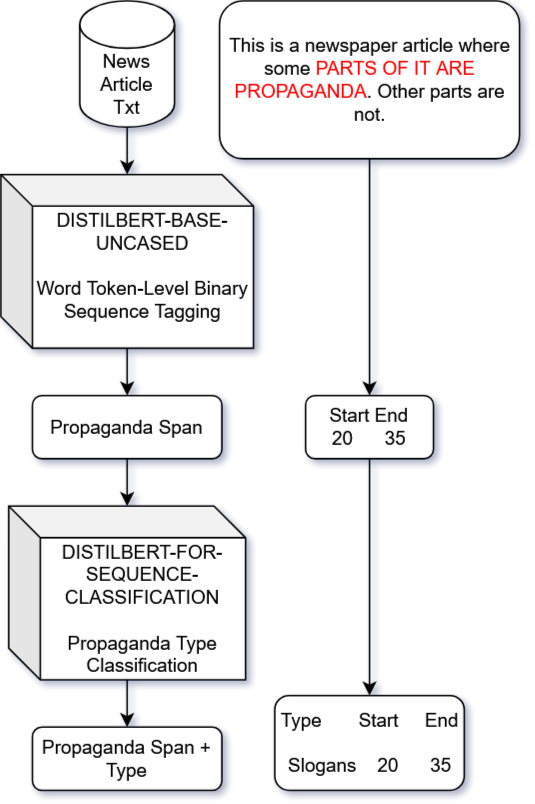 News
Article
Txt
DISTILBERT-BASE-
UNCASED
Word Token-Level Binary
Sequence Tagging
Propaganda Span
DISTILBERT-FOR-
SEQUENCE-
CLASSIFICATION
Propaganda Type
Classification
Propaganda Span +
Type
This is a newspaper article where
some PARTS OF IT ARE
PROPAGANDA. Other parts are
not.
Start End
20 35
Type Start End
Slogans 20 35